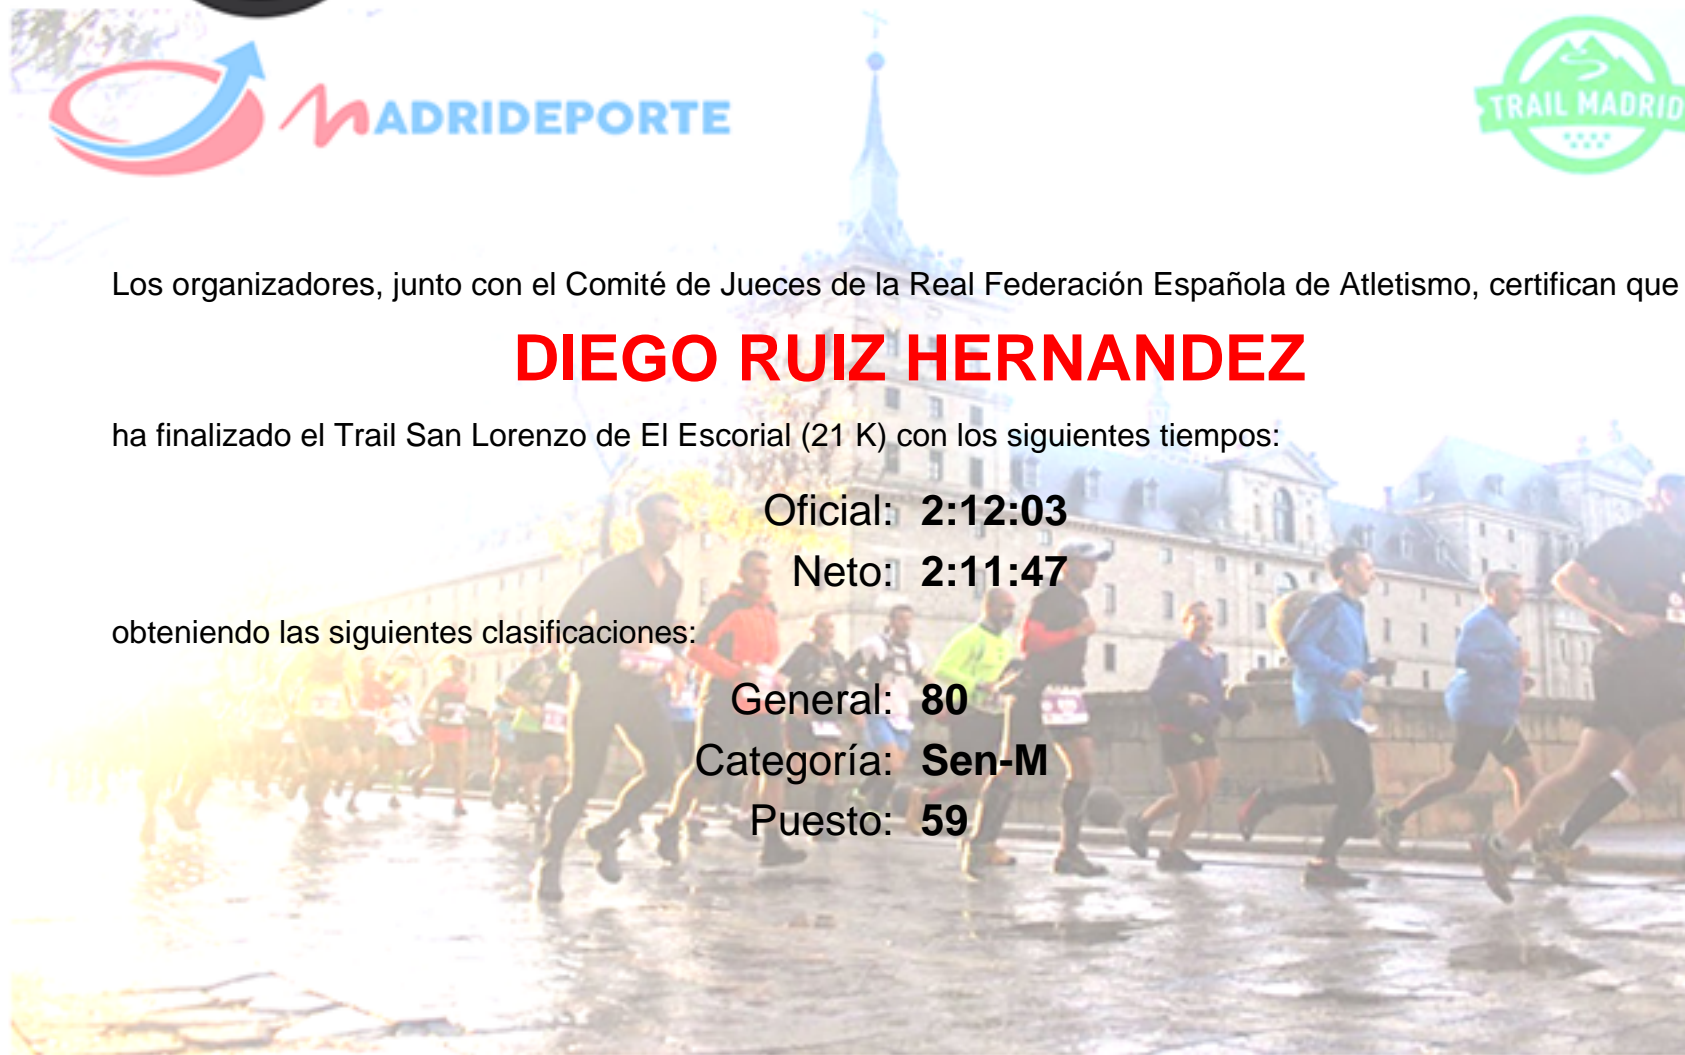 MADRIDEPORTE
TRAIL MADRID
Los organizadores, junto con el Comité de Jueces de la Real Federación Española de Atletismo, certifican que
DIEGO RUIZ HERNANDEZ
ha finalizado el Trail San Lorenzo de El Escorial (21 K) con los siguientes tiempos:
Oficial: 2:12:03
Neto: 2:11:47
obteniendo las siguientes clasificaciones:
General: 80
Categoría: Sen-M
Puesto: 59